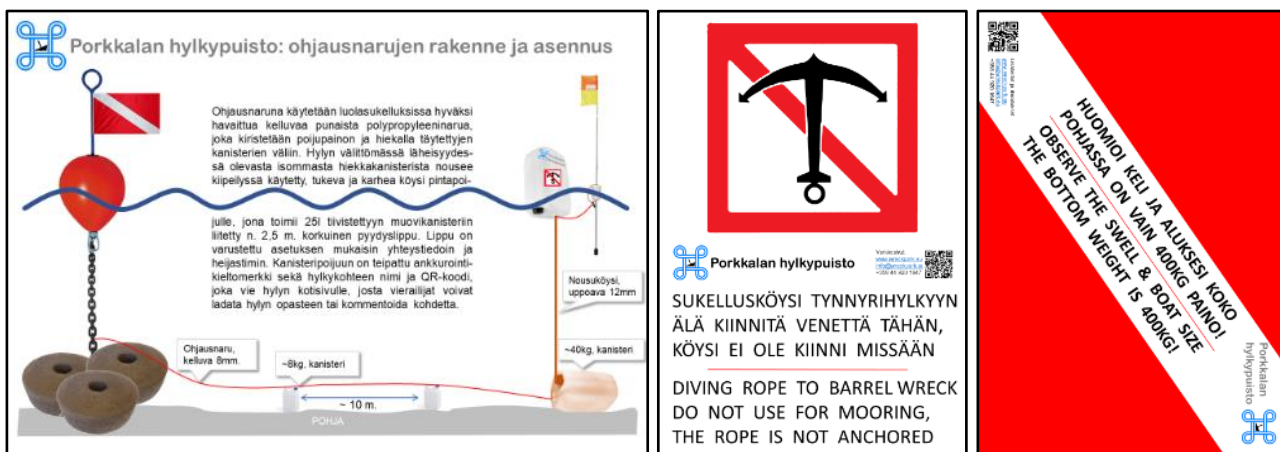 Porkkalan hylkypuisto: ohjausnarujen rakenne ja asennus
Ohjausnaruna käytetään luolasukelluksissa hyväksi
havaittua kelluvaa punaista polypropyleeninarua,
joka kiristetään poijupainon ja hiekalla täytettyjen
kanisterien väliin. Hylyn välittömässä läheisyydes-
sä olevasta isommasta hiekkakanisterista nousee
kiipeilyssä käytetty, tukeva ja karhea köysi pintapoi-
julle, jona toimii 25l tiivistettyyn muovikanisteriin
liitetty n. 2,5 m. korkuinen pyydyslippu. Lippu on
varustettu asetuksen mukaisin yhteystiedoin ja
heijastimin. Kanisteripoijuun on teipattu ankkurointi-
kieltomerkki sekä hylkykohteen nimi ja QR-koodi,
joka vie hylyn kotisivulle, josta vierailijat voivat
ladata hylyn opasteen tai kommentoida kohdetta.
Nousuköysi,
uppoava 12mm
Ohjausnaru,
kelluva 8mm.
~8kg, kanisteri
~40kg, kanisteri
~ 10 m.
POHJA
Porkkalan hylkypuisto
SUKELLUSKÖYSI TYNNYRIHYLKYYN
ÄLÄ KIINNITÄ VENETTÄ TÄHÄN,
KÖYSI EI OLE KIINNI MISSÄÄN
DIVING ROPE TO BARREL WRECK
DO NOT USE FOR MOORING,
THE ROPE IS NOT ANCHORED
HUOMIOI KELI JA ALUKSESI KOKO
POHJASSA ON VAIN 400KG PAINO!
OBSERVE THE SWELL & BOAT SIZE
THE BOTTOM WEIGHT IS 400KG!
Porkkalan
hylkypuisto